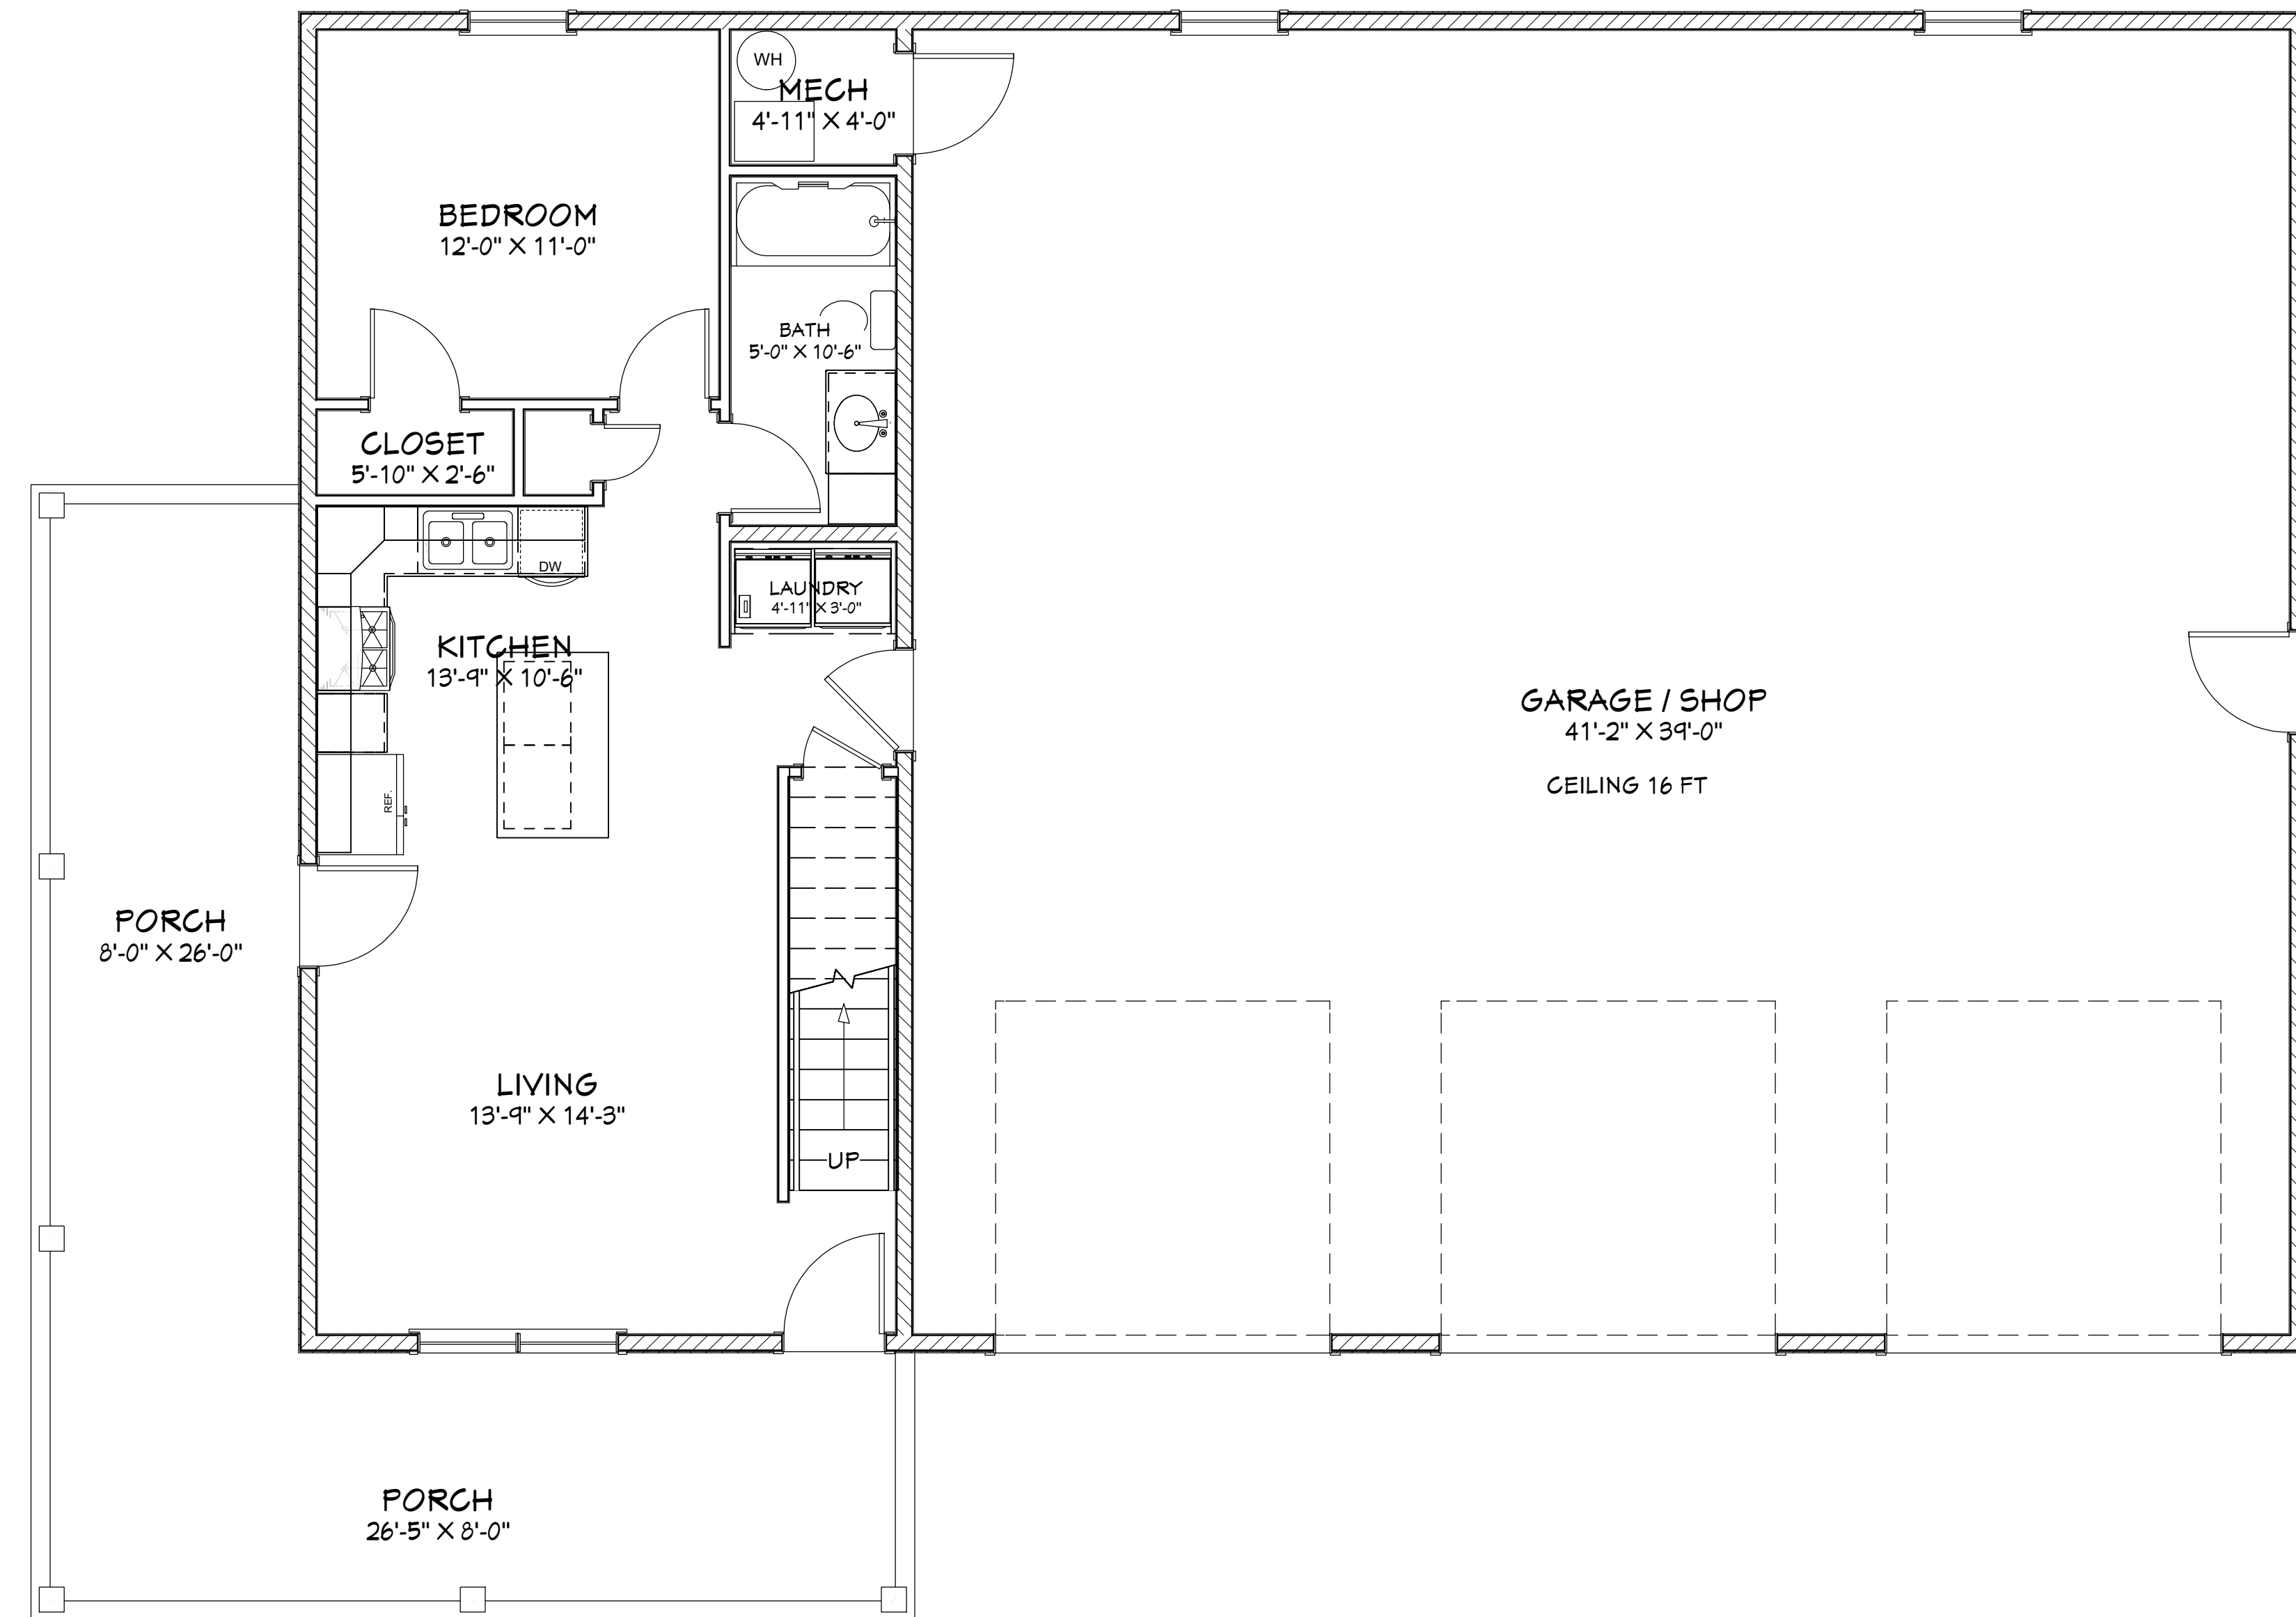 WH
MECH
4'-11" X 4'-0"
BEDROOM
12'-0" X 11'-0"
BATH
5'-0" X 10'-6"
CLOSET
5'-10" X 2'-6"
DW
LAUNDRY
4'-11" X 3'-0"
KITCHEN
13'-9" X 10'-6"
REF.
GARAGE / SHOP
41'-2" X 39'-0"
CEILING 16 FT
PORCH
8'-0" X 26'-0"
LIVING
13'-9" X 14'-3"
UP
PORCH
26'-5" X 8'-0"